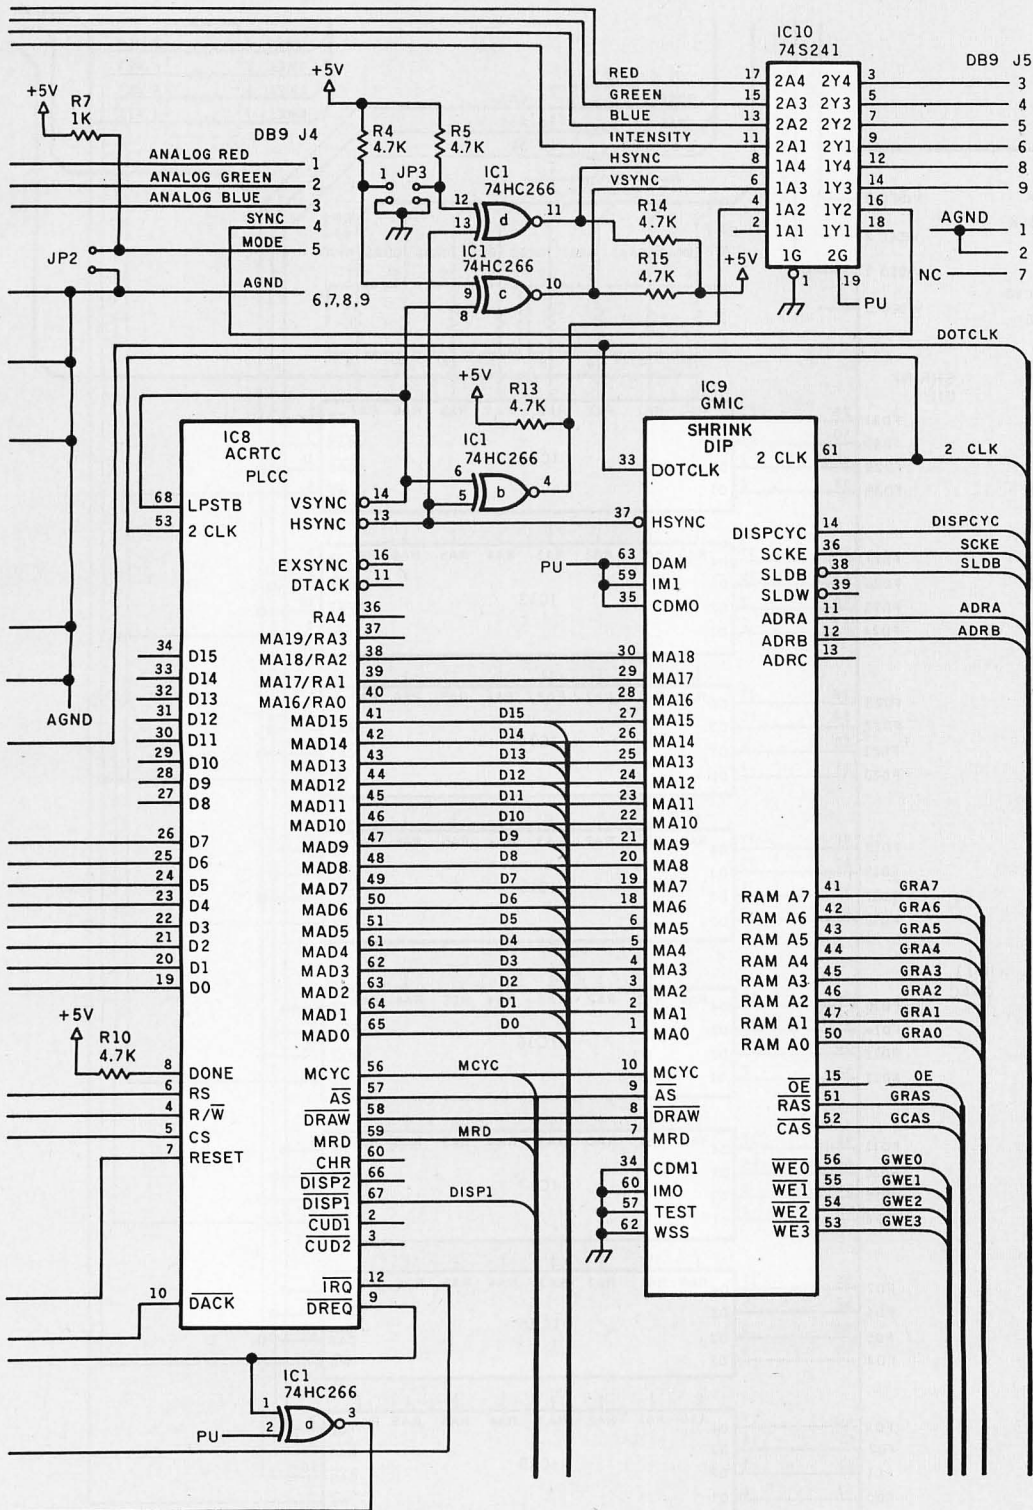 IC10
74S241
DB9 J5
+5V
R7
1K
+5V
R4
4.7K
R5
4.7K
DB9 J4
ANALOG RED 1
ANALOG GREEN 2
ANALOG BLUE 3
SYNC 4
MODE 5
AGND 6,7,8,9
JP2
1 JP3
IC1
74HC266
12
13 d 11
IC1
74HC266
9
8 c 10
R14
4.7K
R15
4.7K
+5V
RED 17 2A4 2Y4 3 3
GREEN 15 2A3 2Y3 5 4
BLUE 13 2A2 2Y2 7 5
INTENSITY 11 2A1 2Y1 9 6
HSYNC 8 1A4 1Y4 12 8
VSYNC 6 1A3 1Y3 14 9
4 1A2 1Y2 16
2 1A1 1Y1 18
1G 2G
1 19
PU
AGND 1
2
NC 7
DOTCLK
+5V
R13
4.7K
IC1
74HC266
6
5 b 4
IC8
ACRTC
PLCC
68 LPSTB
53 2 CLK
VSYNC 14
HSYNC 13
EXSYNC 16
DTACK 11
RA4 36
MA19/RA3 37
MA18/RA2 38
MA17/RA1 39
MA16/RA0 40
MAD15 41 D15
MAD14 42 D14
MAD13 43 D13
MAD12 44 D12
MAD11 45 D11
MAD10 46 D10
MAD9 47 D9
MAD8 48 D8
MAD7 49 D7
MAD6 50 D6
MAD5 51 D5
MAD4 61 D4
MAD3 62 D3
MAD2 63 D2
MAD1 64 D1
MAD0 65 D0
MCYC 56 MCYC
AS 57
DRAW 58
MRD 59 MRD
CHR 60
DISP2 66
DISP1 67 DISP1
CUD1 2
CUD2 3
IRQ 12
DREQ 9
34 D15
33 D14
32 D13
31 D12
30 D11
29 D10
28 D9
27 D8
26 D7
25 D6
24 D5
23 D4
22 D3
21 D2
20 D1
19 D0
AGND
+5V
R10
4.7K
8 DONE
6 RS
4 R/W
5 CS
7 RESET
10 DACK
IC9
GMIC
SHRINK
DIP
33 DOTCLK
37 HSYNC
PU
63 DAM
59 IM1
35 CDMO
30 MA18
29 MA17
28 MA16
27 MA15
26 MA14
25 MA13
24 MA12
23 MA11
22 MA10
21 MA9
20 MA8
19 MA7
18 MA6
6 MA5
5 MA4
4 MA3
3 MA2
2 MA1
1 MA0
10 MCYC
9 AS
8 DRAW
7 MRD
34 CDM1
60 IMO
57 TEST
62 WSS
2 CLK 61 2 CLK
DISPCYC 14 DISPCYC
SCKE 36 SCKE
SLDB 38 SLDB
SLDW 39
ADRA 11 ADRA
ADRB 12 ADRB
ADRC 13
RAM A7 41 GRA7
RAM A6 42 GRA6
RAM A5 43 GRA5
RAM A4 44 GRA4
RAM A3 45 GRA3
RAM A2 46 GRA2
RAM A1 47 GRA1
RAM A0 50 GRA0
OE 15 OE
RAS 51 GRAS
CAS 52 GCAS
WE0 56 GWE0
WE1 55 GWE1
WE2 54 GWE2
WE3 53 GWE3
IC1
74HC266
1
PU 2 a 3